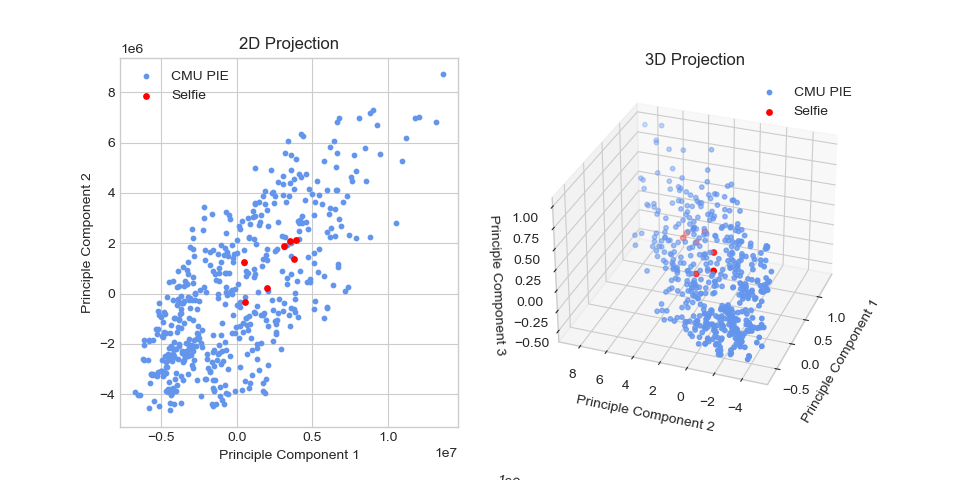 2D Projection
1e6
CMU PIE
Selfie
8
6
4
2
0
−2
−4
Principle Component 2
−0.5
0.0
0.5
1.0
Principle Component 1
1e7
3D Projection
CMU PIE
Selfie
1.00
0.75
0.50
0.25
0.00
−0.25
−0.50
Principle Component 3
8
6
4
2
0
−2
−4
Principle Component 2
1.0
0.5
0.0
−0.5
Principle Component 1